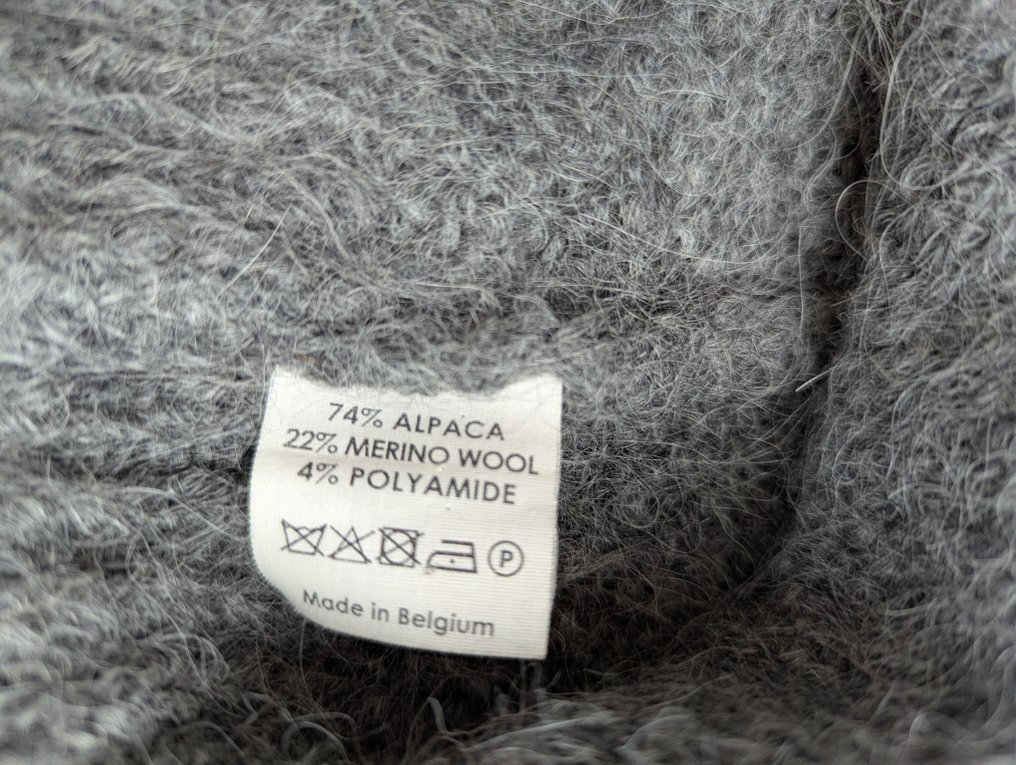 74% ALPACA
22% MERINO WOOL
4% POLYAMIDE
P
Made in Belgium